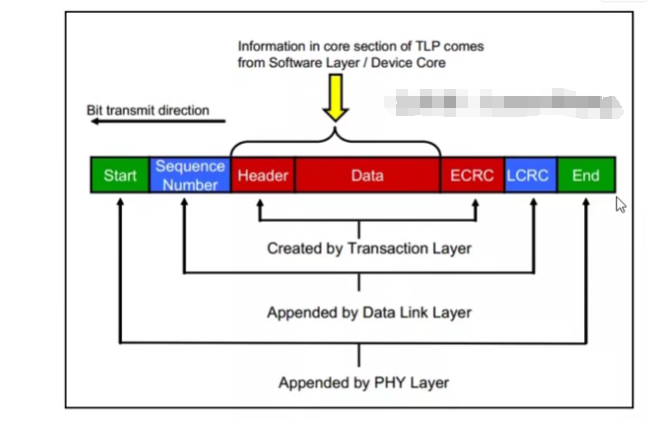 Information in core section of TLP comes
from Software Layer / Device Core
Bit transmit direction
Start
Sequence
Number
Header
Data
ECRC
LCRC
End
Created by Transaction Layer
Appended by Data Link Layer
Appended by PHY Layer